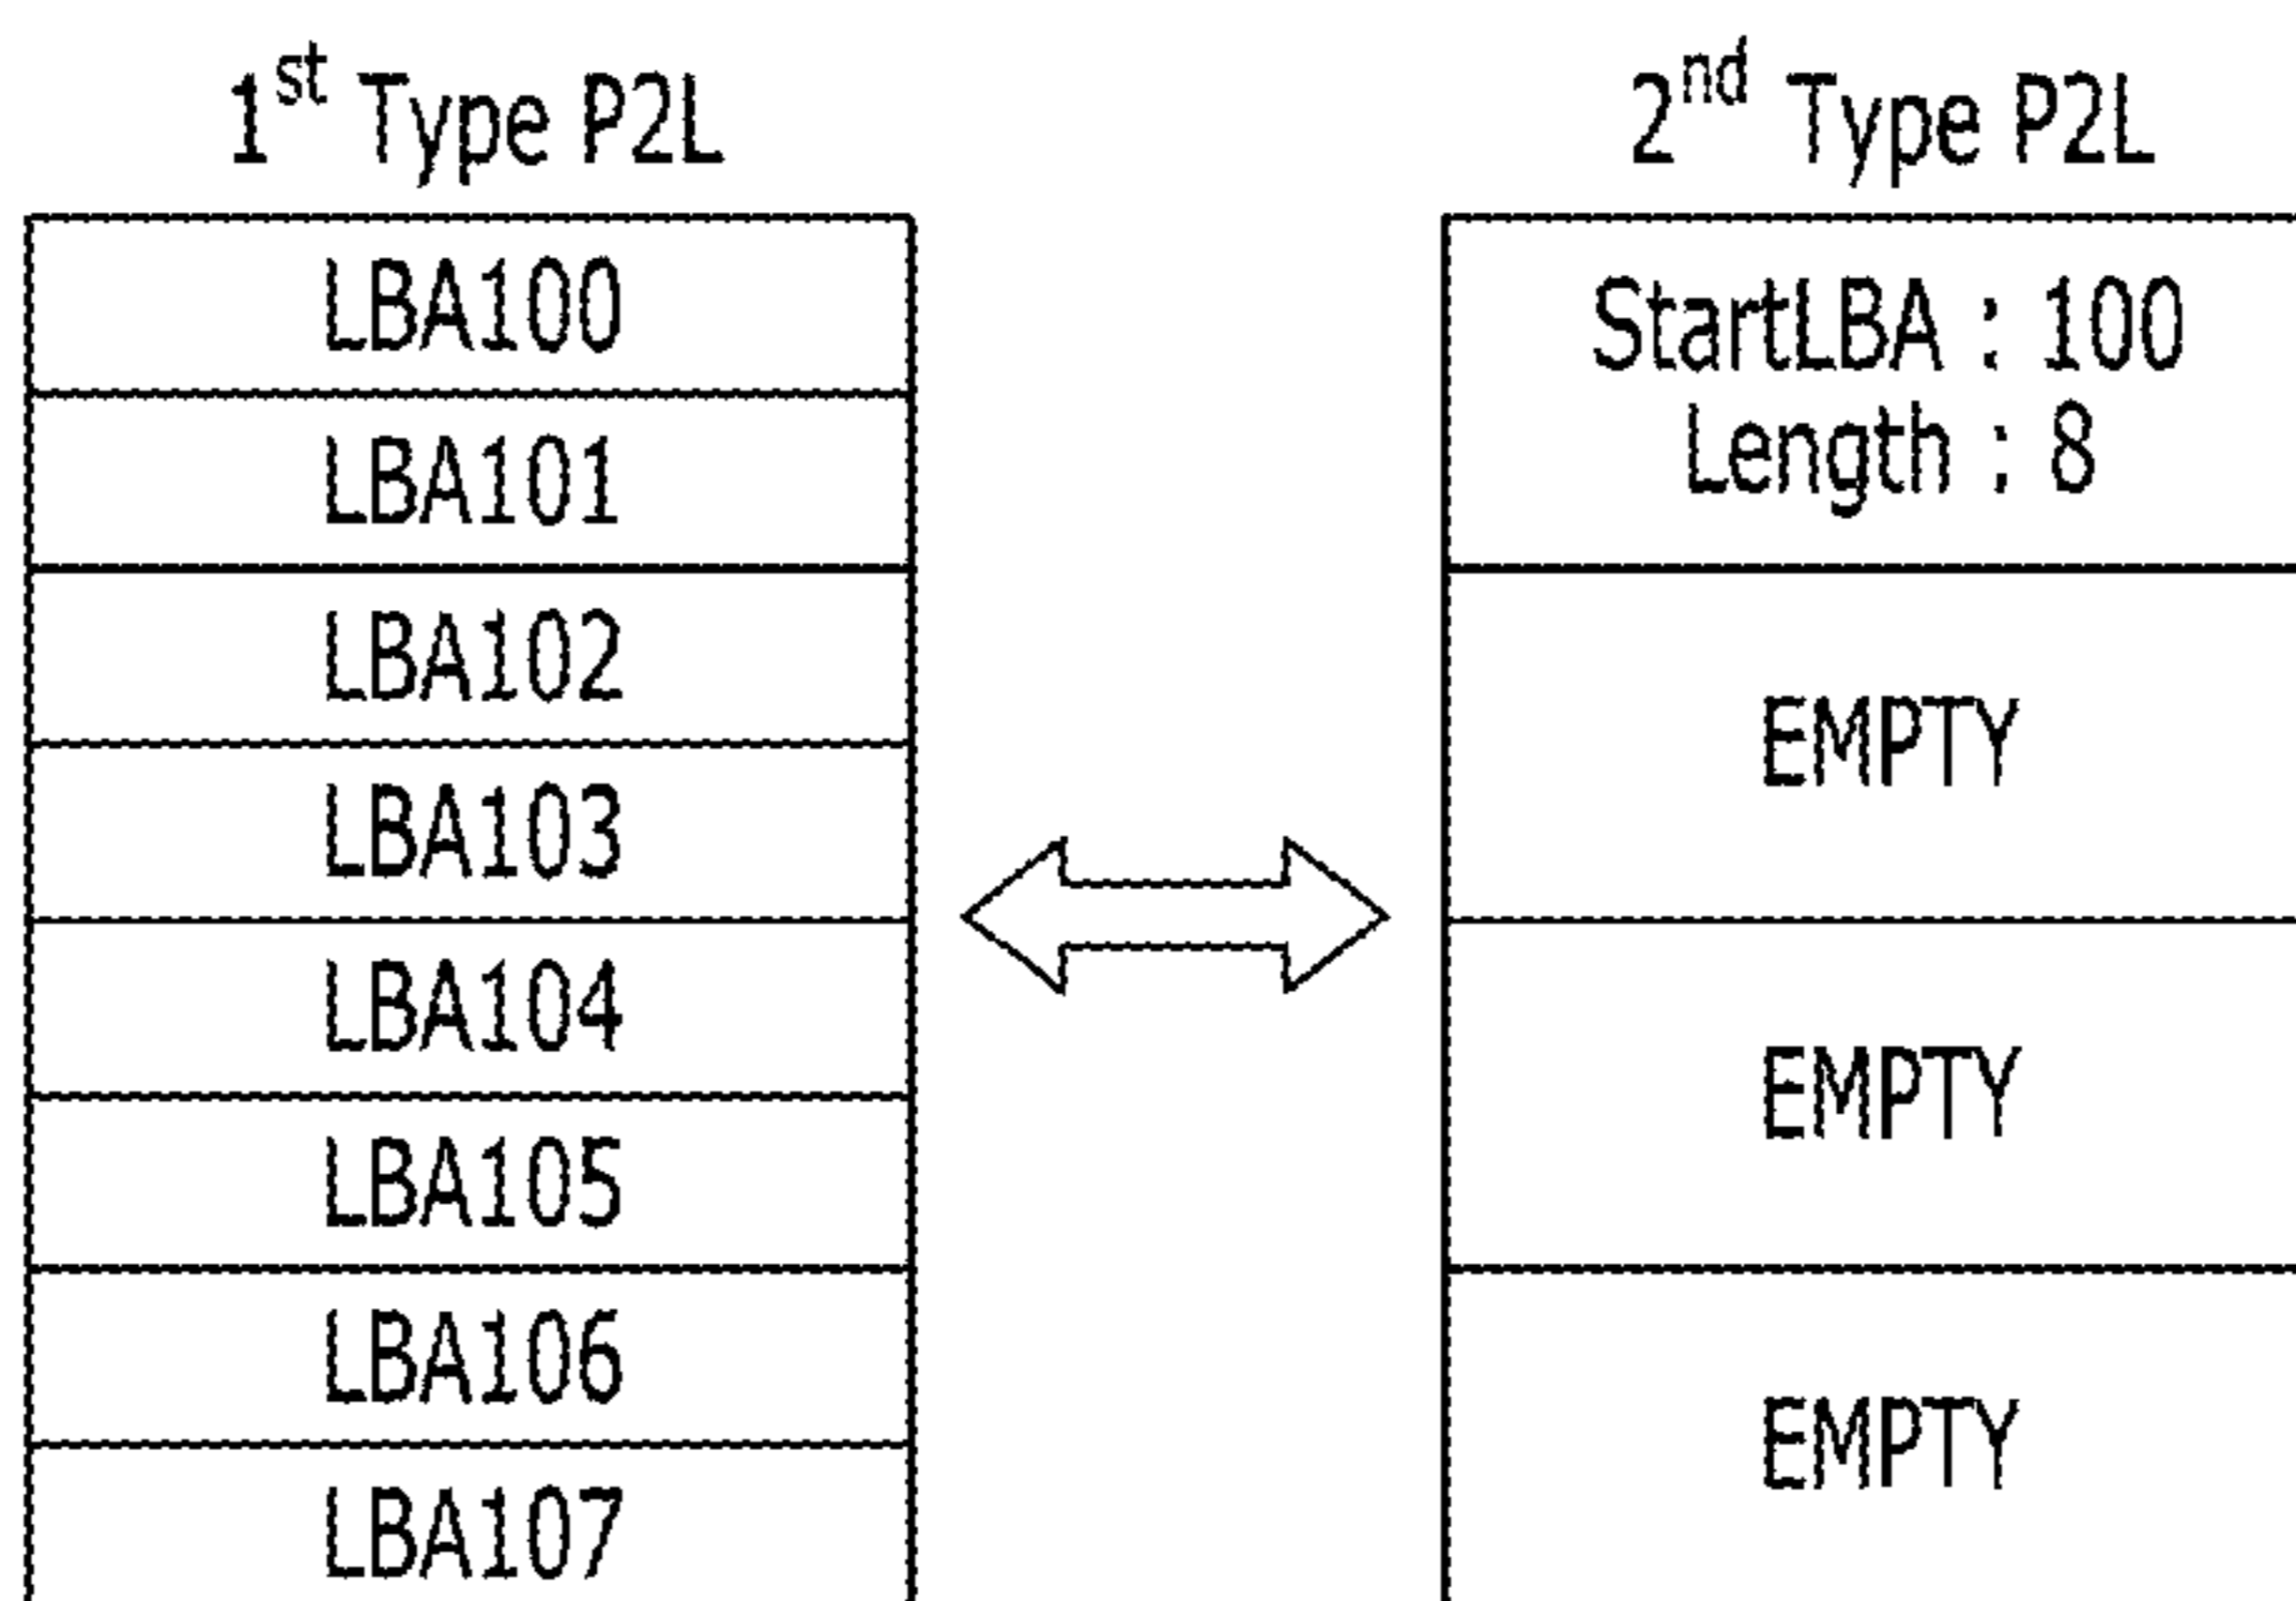 1st Type P2L
LBA100
LBA101
LBA102
LBA103
LBA104
LBA105
LBA106
LBA107
2nd Type P2L
StartLBA : 100
Length : 8
EMPTY
EMPTY
EMPTY